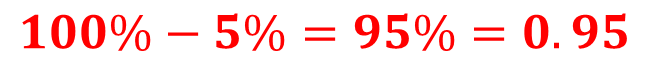 100% − 5% = 95% = 0.95